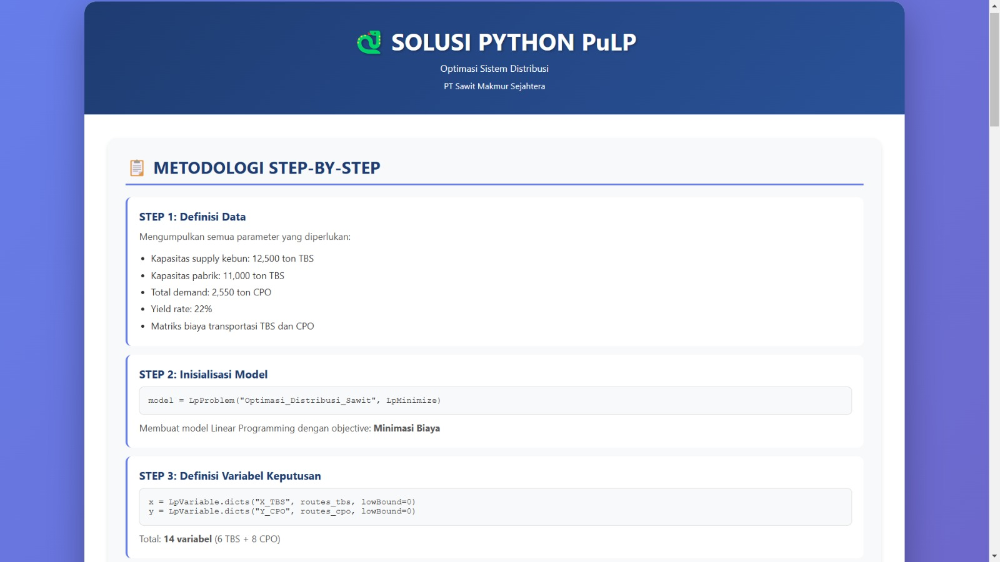 SOLUSI PYTHON PuLP
Optimasi Sistem Distribusi
PT Sawit Makmur Sejahtera
METODOLOGI STEP-BY-STEP
STEP 1: Definisi Data
Mengumpulkan semua parameter yang diperlukan:
• Kapasitas supply kebun: 12,500 ton TBS
• Kapasitas pabrik: 11,000 ton TBS
• Total demand: 2,550 ton CPO
• Yield rate: 22%
• Matriks biaya transportasi TBS dan CPO
STEP 2: Inisialisasi Model
model = LpProblem("Optimasi_Distribusi_Sawit", LpMinimize)
Membuat model Linear Programming dengan objective: Minimasi Biaya
STEP 3: Definisi Variabel Keputusan
x = LpVariable.dicts("X_TBS", routes_tbs, lowBound=0)
y = LpVariable.dicts("Y_CPO", routes_cpo, lowBound=0)
Total: 14 variabel (6 TBS + 8 CPO)